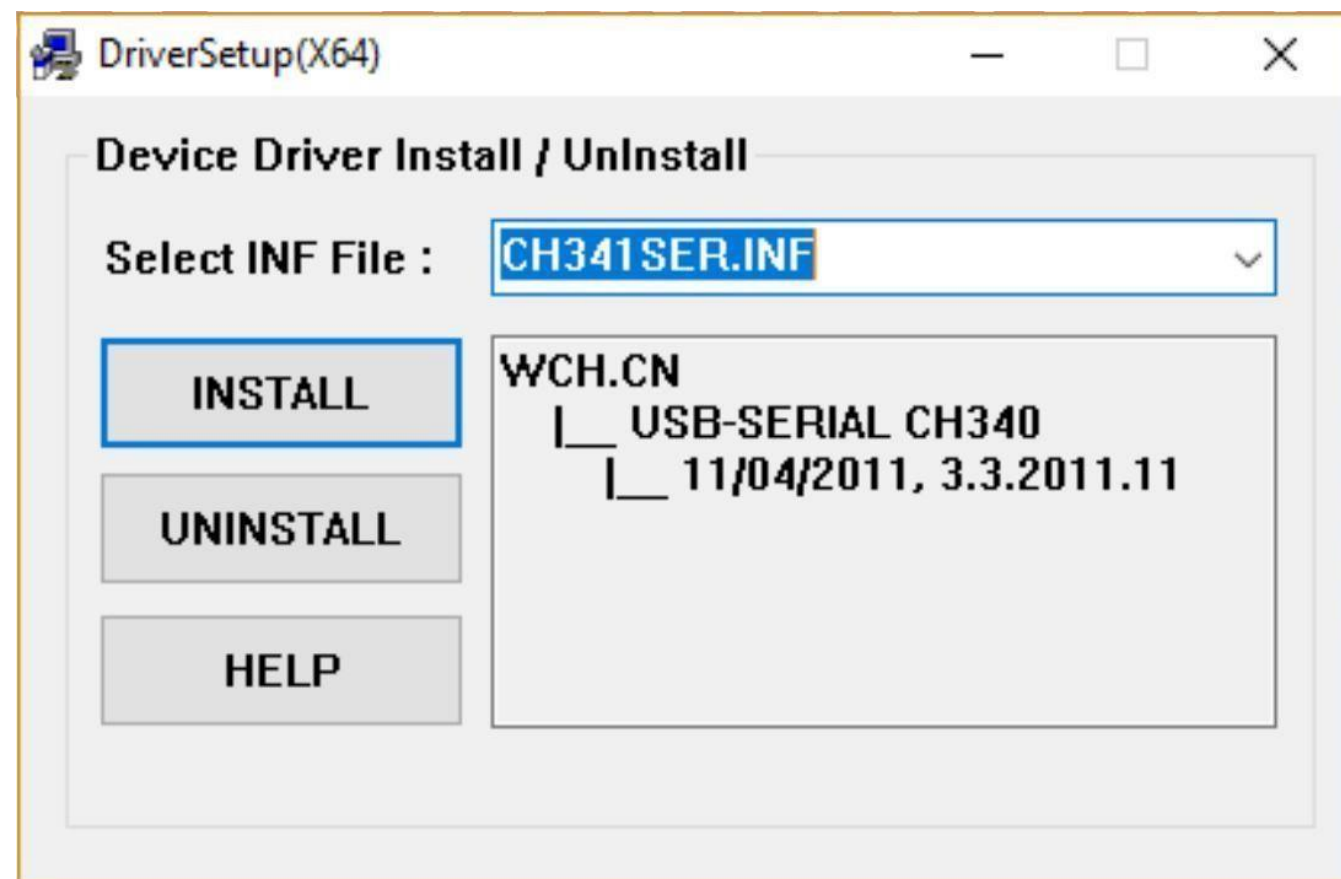 DriverSetup(X64)
Device Driver Install / UnInstall
Select INF File :
CH341SER.INF
INSTALL
WCH.CN
|__ USB-SERIAL CH340
|__ 11/04/2011, 3.3.2011.11
UNINSTALL
HELP